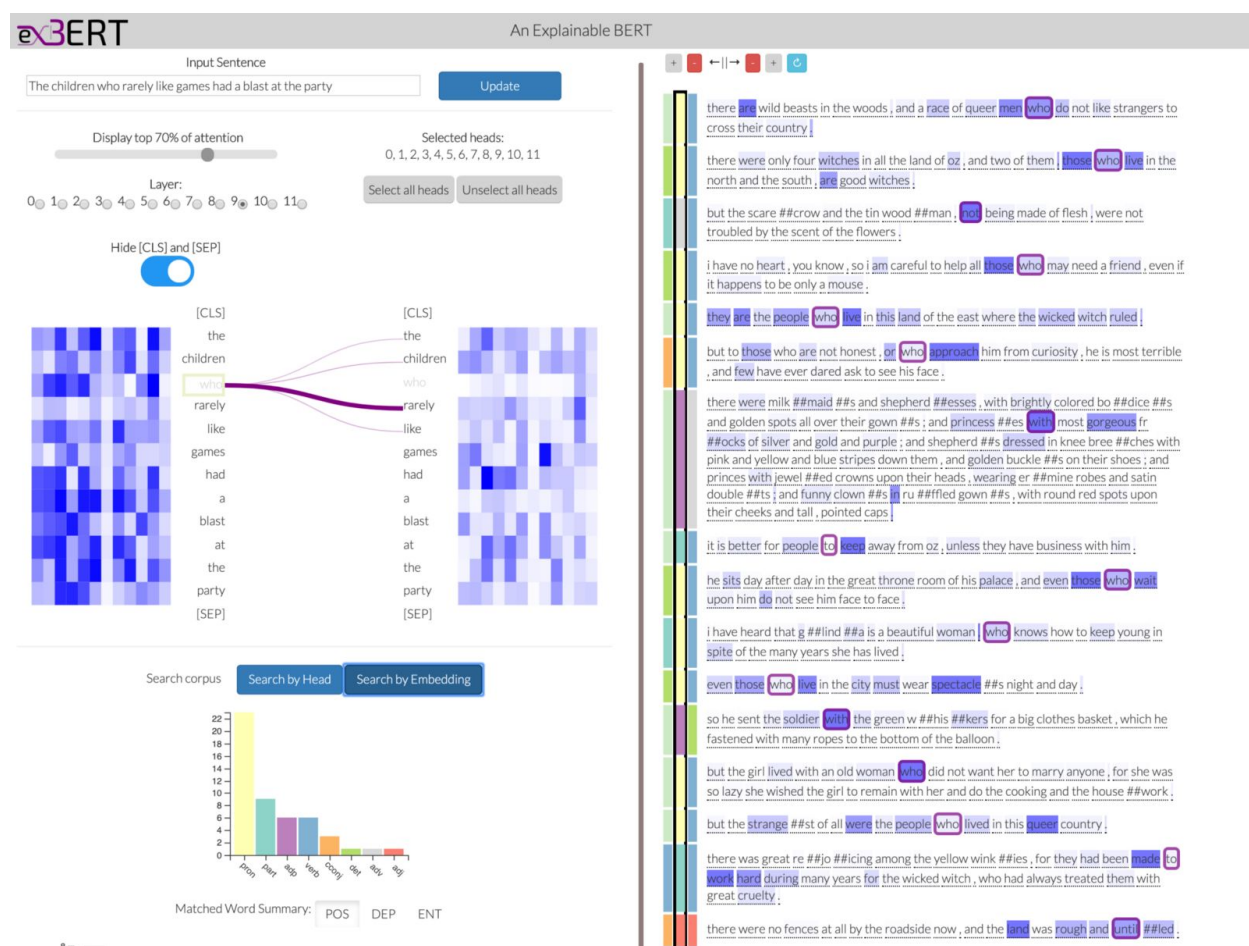 exBERT
An Explainable BERT
Input Sentence
The children who rarely like games had a blast at the party
Update
Display top 70% of attention
Selected heads:
0, 1, 2, 3, 4, 5, 6, 7, 8, 9, 10, 11
Layer:
Select all heads Unselect all heads
0 1 2 3 4 5 6 7 8 9 10 11
Hide [CLS] and [SEP]
[CLS] [CLS]
the the
children children
who who
rarely rarely
like like
games games
had had
a a
blast blast
at at
the the
party party
[SEP] [SEP]
Search corpus Search by Head Search by Embedding
22
20
18
16
14
12
10
8
6
4
2
0
pron part adp verb cconj det adv adj
Matched Word Summary: POS DEP ENT
+ - ←||→ - +
there are wild beasts in the woods , and a race of queer men who do not like strangers to
cross their country .
there were only four witches in all the land of oz , and two of them , those who live in the
north and the south , are good witches .
but the scare ##crow and the tin wood ##man , not being made of flesh , were not
troubled by the scent of the flowers .
i have no heart , you know , so i am careful to help all those who may need a friend , even if
it happens to be only a mouse .
they are the people who live in this land of the east where the wicked witch ruled .
but to those who are not honest , or who approach him from curiosity , he is most terrible
, and few have ever dared ask to see his face .
there were milk ##maid ##s and shepherd ##esses , with brightly colored bo ##dice ##s
and golden spots all over their gown ##s ; and princess ##es with most gorgeous fr
##ocks of silver and gold and purple ; and shepherd ##s dressed in knee bree ##ches with
pink and yellow and blue stripes down them , and golden buckle ##s on their shoes ; and
princes with jewel ##ed crowns upon their heads , wearing er ##mine robes and satin
double ##ts ; and funny clown ##s in ru ##ffled gown ##s , with round red spots upon
their cheeks and tall , pointed caps .
it is better for people to keep away from oz , unless they have business with him .
he sits day after day in the great throne room of his palace , and even those who wait
upon him do not see him face to face .
i have heard that g ##lind ##a is a beautiful woman , who knows how to keep young in
spite of the many years she has lived .
even those who live in the city must wear spectacle ##s night and day .
so he sent the soldier with the green w ##his ##kers for a big clothes basket , which he
fastened with many ropes to the bottom of the balloon .
but the girl lived with an old woman who did not want her to marry anyone , for she was
so lazy she wished the girl to remain with her and do the cooking and the house ##work .
but the strange ##st of all were the people who lived in this queer country .
there was great re ##jo ##icing among the yellow wink ##ies , for they had been made to
work hard during many years for the wicked witch , who had always treated them with
great cruelty .
there were no fences at all by the roadside now , and the land was rough and until ##led .